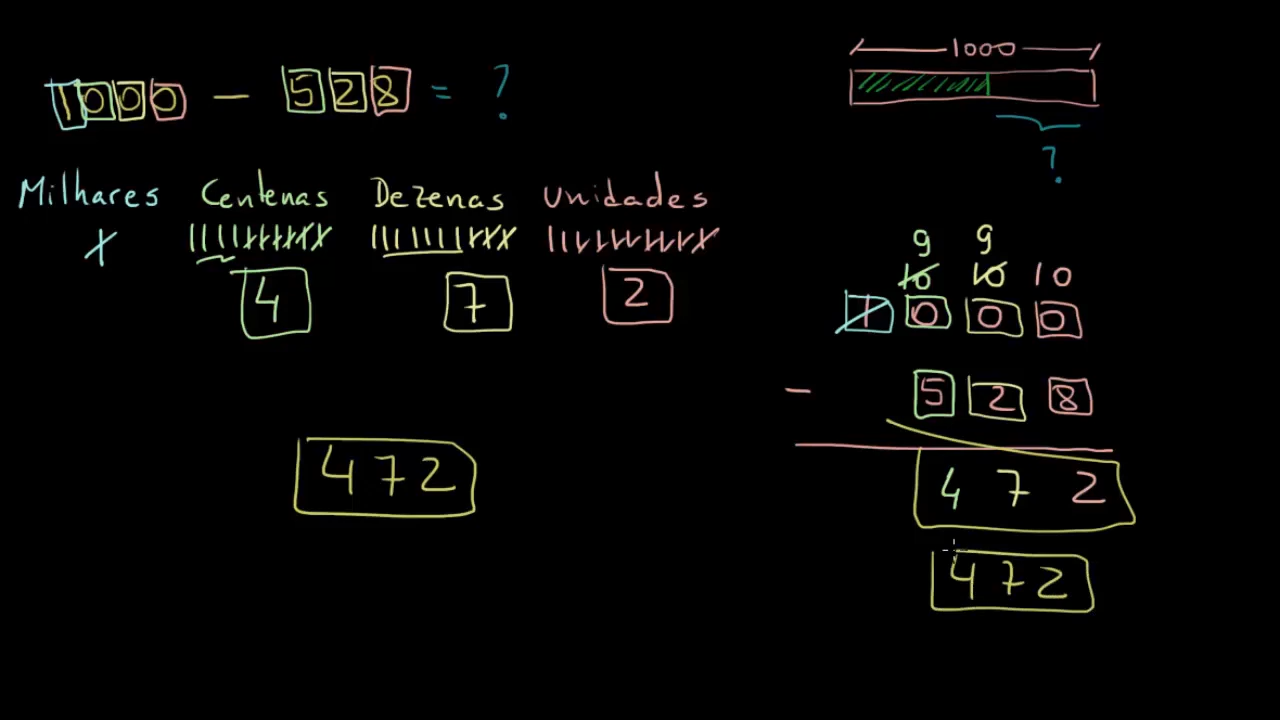 1000 - 528 = ?
1000
?
Milhares Centenas Dezenas Unidades
4 7 2
472
9 9
10 10 10
1 0 0 0
- 5 2 8
4 7 2
472